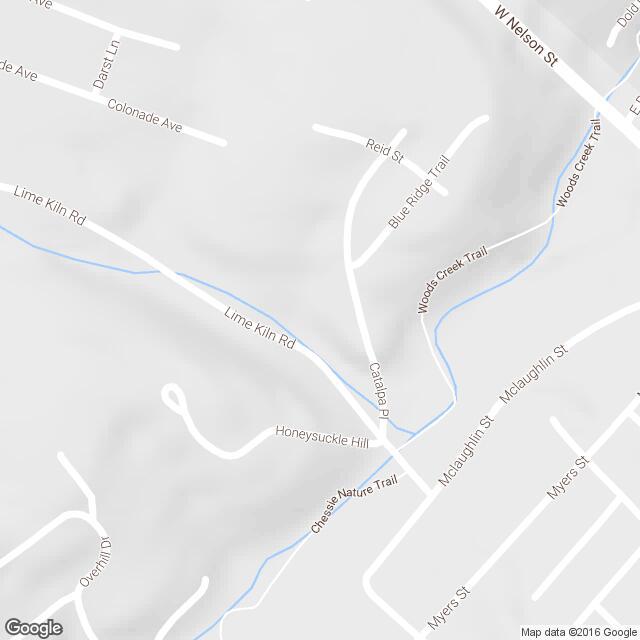 Ave
W Nelson St
Dold
Darst Ln
de Ave
Colonade Ave
Reid St
Blue Ridge Trail
Woods Creek Trail
Lime Kiln Rd
Woods Creek Trail
Lime Kiln Rd
Mclaughlin St
Catalpa Pl
Mclaughlin St
Honeysuckle Hill
Myers St
Chessie Nature Trail
Overhill Dr
Myers St
Google
Map data ©2016 Google